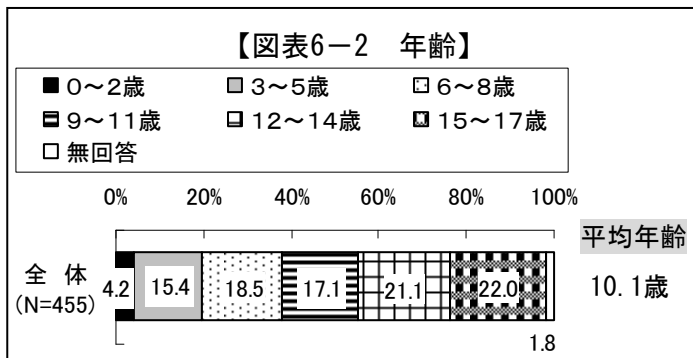 【図表6－2　年齢】
■ 0～2歳 ■ 3～5歳 □ 6～8歳
■ 9～11歳 □ 12～14歳 ■ 15～17歳
□ 無回答
0% 20% 40% 60% 80% 100%
平均年齢
全 体
(N=455)
4.2 15.4 18.5 17.1 21.1 22.0
10.1歳
1.8